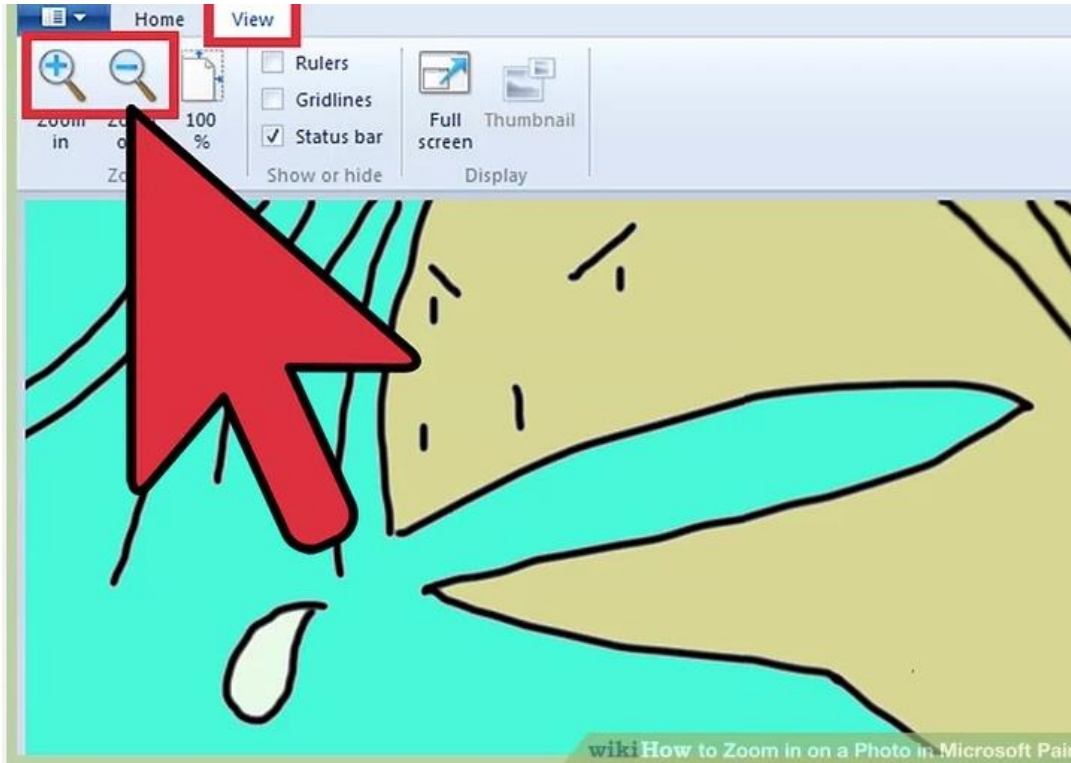 Home View
Rulers
Gridlines
Status bar
Zoom in
100 %
Full screen
Thumbnail
Show or hide
Display
wikiHow to Zoom in on a Photo in Microsoft Pai